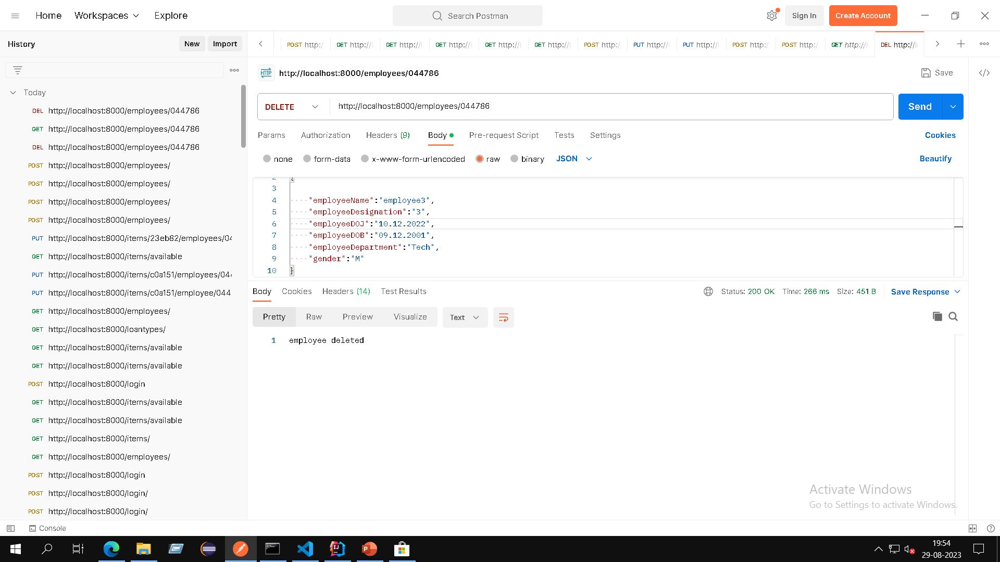 Home
Workspaces
Explore
Search Postman
Sign In
Create Account
History
New
Import
POST http:/
GET http://
GET http://
GET http://
GET http://
GET http://
POST http:/
PUT http://
PUT http://
POST http:/
POST http:/
GET http://
DEL http://
HTTP
http://localhost:8000/employees/044786
Save
</>
Today
DEL http://localhost:8000/employees/044786
GET http://localhost:8000/employees/044786
DEL http://localhost:8000/employees/044786
POST http://localhost:8000/employees/
POST http://localhost:8000/employees/
POST http://localhost:8000/employees/
POST http://localhost:8000/employees/
PUT http://localhost:8000/items/23eb82/employees/04
GET http://localhost:8000/items/available
PUT http://localhost:8000/items/c0a151/employees/04
PUT http://localhost:8000/items/c0a151/employee/044
GET http://localhost:8000/employees/
GET http://localhost:8000/loantypes/
GET http://localhost:8000/items/available
GET http://localhost:8000/items/available
POST http://localhost:8000/login
GET http://localhost:8000/items/available
GET http://localhost:8000/items/available
GET http://localhost:8000/items/
GET http://localhost:8000/employees/
POST http://localhost:8000/login
POST http://localhost:8000/login/
POST http://localhost:8000/login/
DELETE
http://localhost:8000/employees/044786
Send
Params
Authorization
Headers (9)
Body
Pre-request Script
Tests
Settings
Cookies
none
form-data
x-www-form-urlencoded
raw
binary
JSON
Beautify
2 {
3
4 "employeeName":"employee3",
5 "employeeDesignation":"3",
6 "employeeDOJ":"10.12.2022",
7 "employeeDOB":"09.12.2001",
8 "employeeDepartment":"Tech",
9 "gender":"M"
10 }
Body
Cookies
Headers (14)
Test Results
Status: 200 OK
Time: 266 ms
Size: 451 B
Save Response
Pretty
Raw
Preview
Visualize
Text
1 employee deleted
Activate Windows
Go to Settings to activate Windows.
Console
19:54
29-08-2023